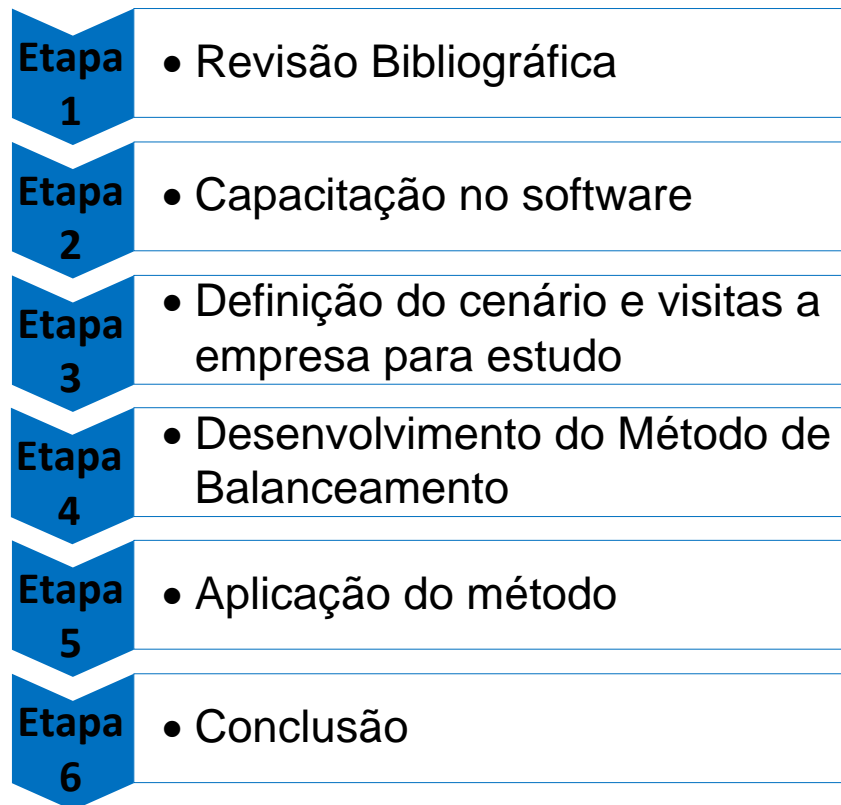 Etapa
1
• Revisão Bibliográfica
Etapa
2
• Capacitação no software
Etapa
3
• Definição do cenário e visitas a
empresa para estudo
Etapa
4
• Desenvolvimento do Método de
Balanceamento
Etapa
5
• Aplicação do método
Etapa
6
• Conclusão